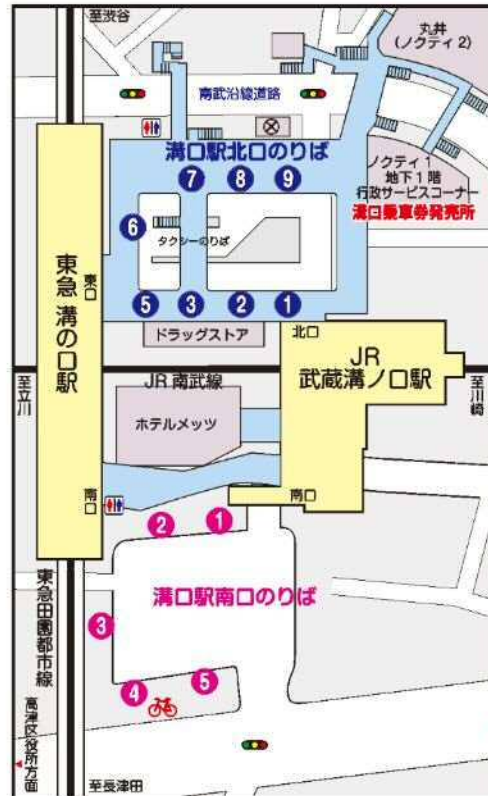 至渋谷
丸井
(ノクティ2)
南武沿線道路
溝口駅北口のりば
ノクティ1
地下1階
行政サービスコーナー
溝口乗車券発売所
7
8
9
6
タクシーのりば
東口
東急 溝の口駅
5
3
2
1
ドラッグストア
北口
JR
武蔵溝ノ口駅
至立川
JR 南武線
至川崎
ホテルメッツ
南口
南口
1
2
溝口駅南口のりば
3
東急田園都市線
5
4
高津区役所方面
至長津田